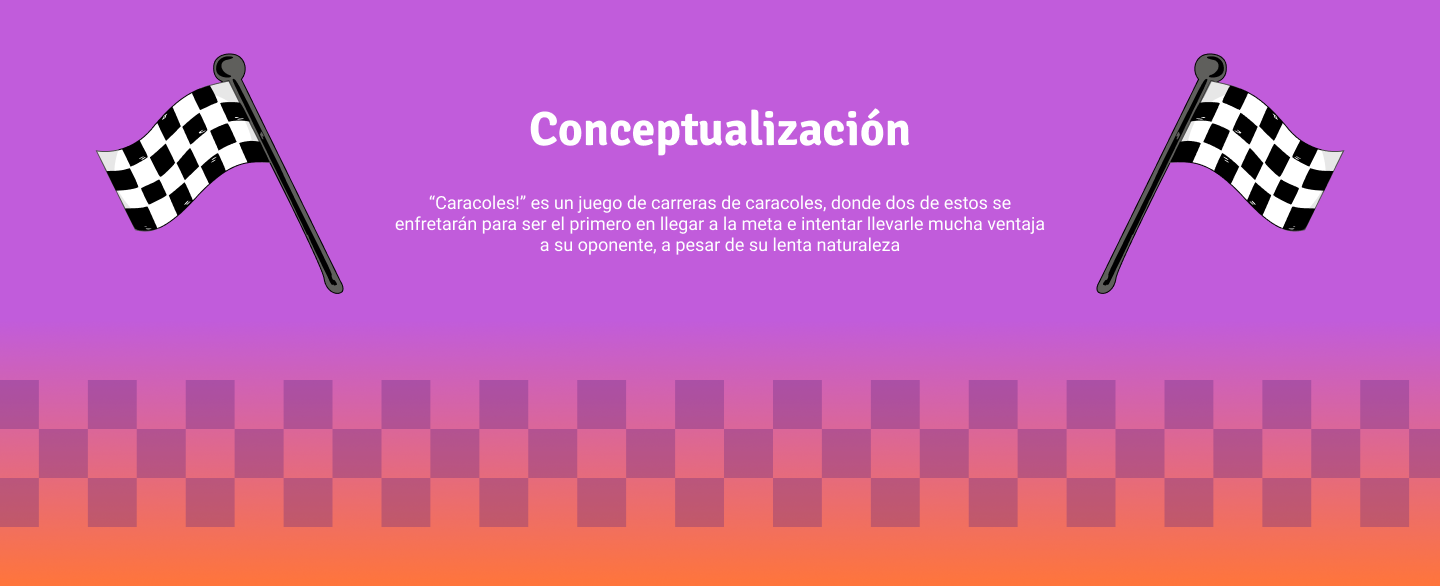 Conceptualización
“Caracoles!” es un juego de carreras de caracoles, donde dos de estos se
enfretarán para ser el primero en llegar a la meta e intentar llevarle mucha ventaja
a su oponente, a pesar de su lenta naturaleza